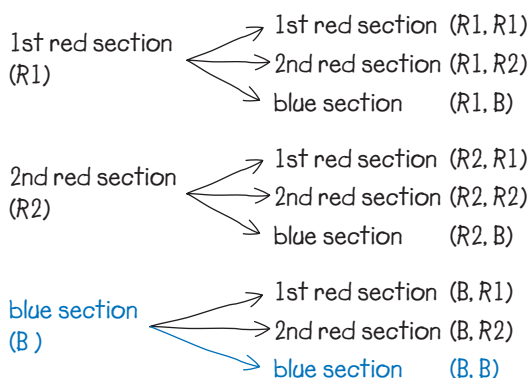 1st red section (R1, R1)
1st red section
(R1)
2nd red section (R1, R2)
blue section (R1, B)
1st red section (R2, R1)
2nd red section
(R2)
2nd red section (R2, R2)
blue section (R2, B)
1st red section (B, R1)
blue section
(B )
2nd red section (B, R2)
blue section (B, B)